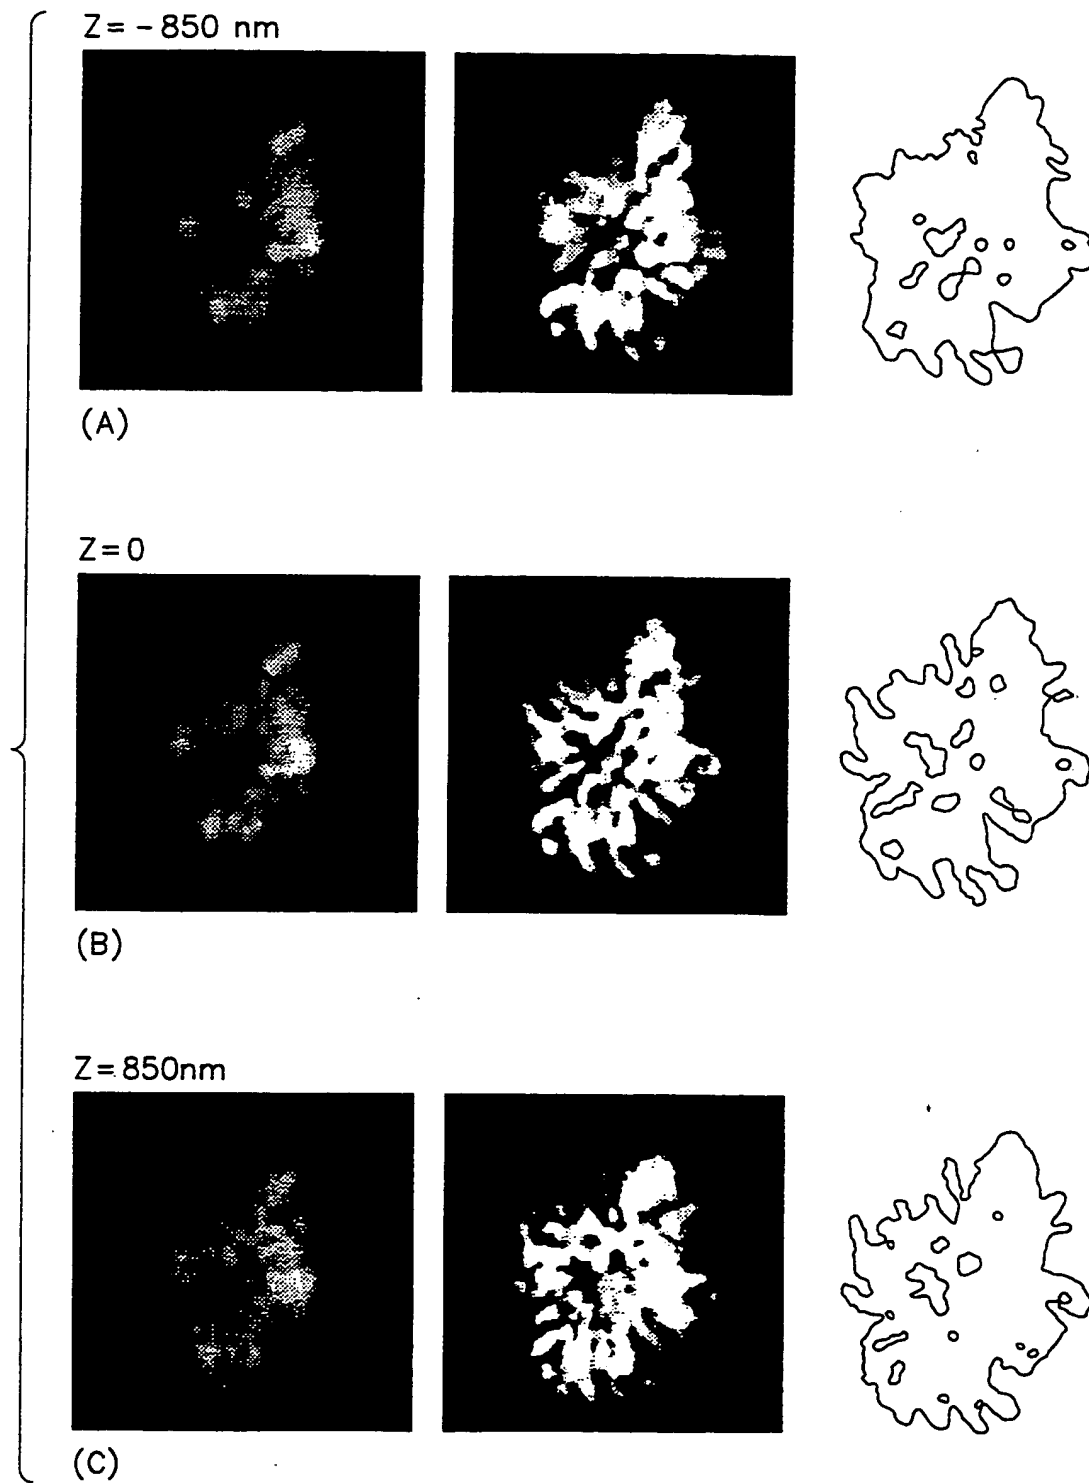 Z = - 850 nm
(A)
Z = 0
(B)
Z = 850nm
(C)